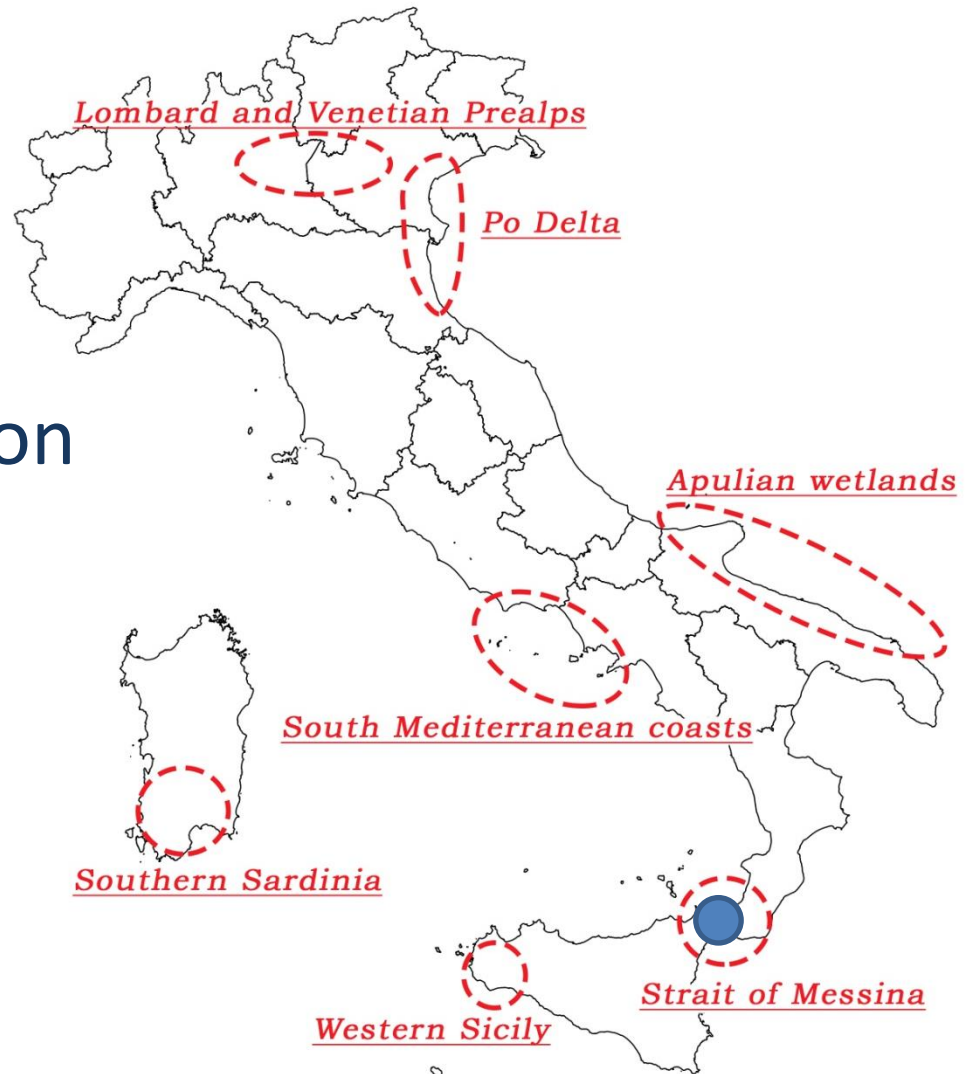 Lombard and Venetian Prealps
Po Delta
on
Apulian wetlands
South Mediterranean coasts
Southern Sardinia
Strait of Messina
Western Sicily